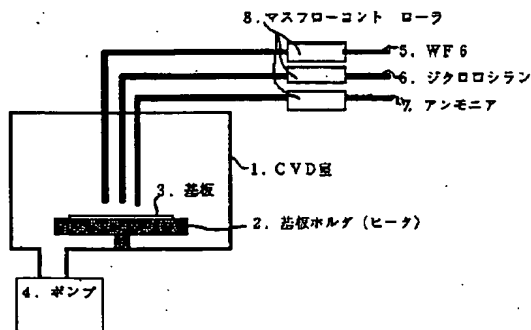 8.マスフローコント ローラ
5.WF6
6.ジクロロシラン
7.アンモニア
1.CVD室
3.基板
2.基板ホルダ(ヒータ)
4.ポンプ